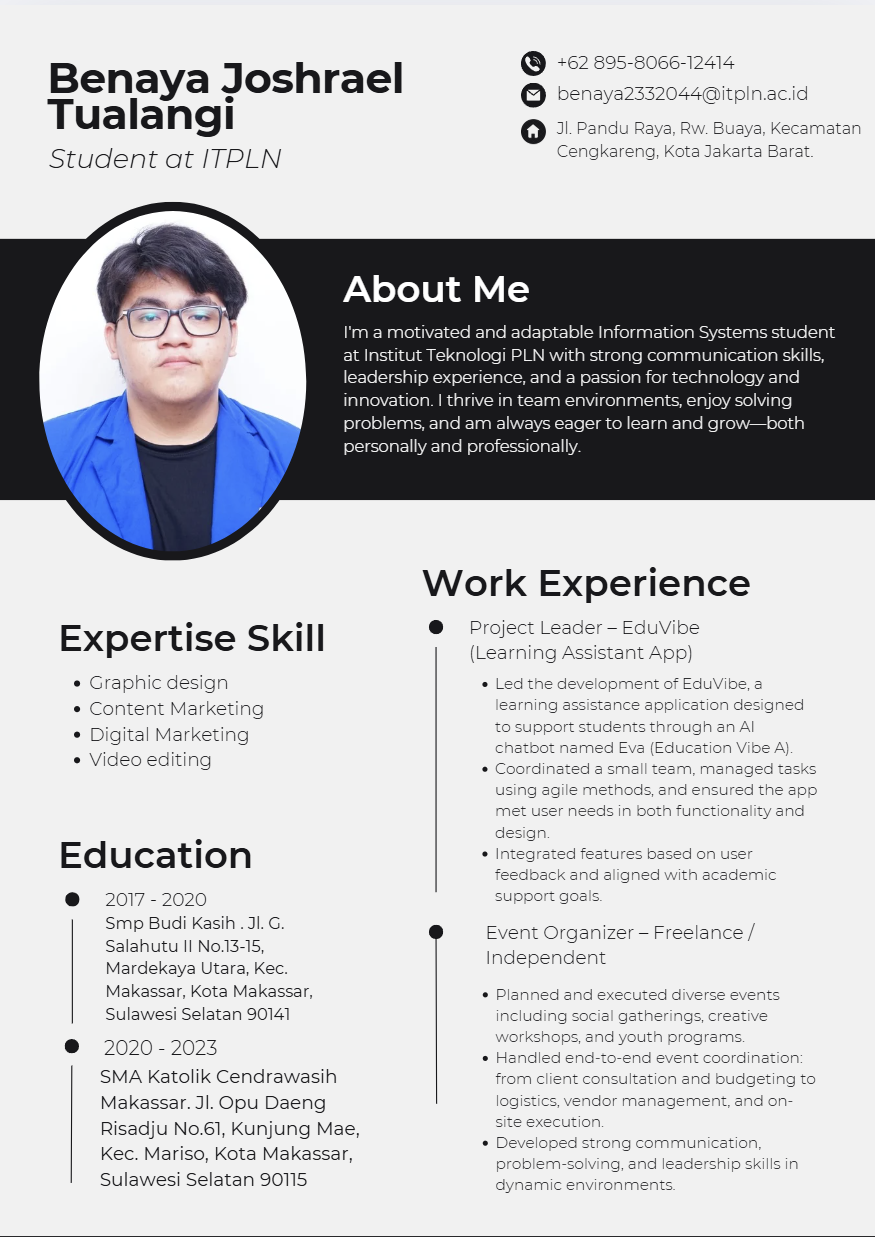 Benaya Joshrael
Tualangi
Student at ITPLN
+62 895-8066-12414
benaya2332044@itpln.ac.id
Jl. Pandu Raya, Rw. Buaya, Kecamatan
Cengkareng, Kota Jakarta Barat.
About Me
I'm a motivated and adaptable Information Systems student
at Institut Teknologi PLN with strong communication skills,
leadership experience, and a passion for technology and
innovation. I thrive in team environments, enjoy solving
problems, and am always eager to learn and grow—both
personally and professionally.
Expertise Skill
• Graphic design
• Content Marketing
• Digital Marketing
• Video editing
Education
2017 - 2020
Smp Budi Kasih . Jl. G.
Salahutu II No.13-15,
Mardekaya Utara, Kec.
Makassar, Kota Makassar,
Sulawesi Selatan 90141
2020 - 2023
SMA Katolik Cendrawasih
Makassar. Jl. Opu Daeng
Risadju No.61, Kunjung Mae,
Kec. Mariso, Kota Makassar,
Sulawesi Selatan 90115
Work Experience
Project Leader – EduVibe
(Learning Assistant App)
• Led the development of EduVibe, a
learning assistance application designed
to support students through an AI
chatbot named Eva (Education Vibe A).
• Coordinated a small team, managed tasks
using agile methods, and ensured the app
met user needs in both functionality and
design.
• Integrated features based on user
feedback and aligned with academic
support goals.
Event Organizer – Freelance /
Independent
• Planned and executed diverse events
including social gatherings, creative
workshops, and youth programs.
• Handled end-to-end event coordination:
from client consultation and budgeting to
logistics, vendor management, and on-
site execution.
• Developed strong communication,
problem-solving, and leadership skills in
dynamic environments.